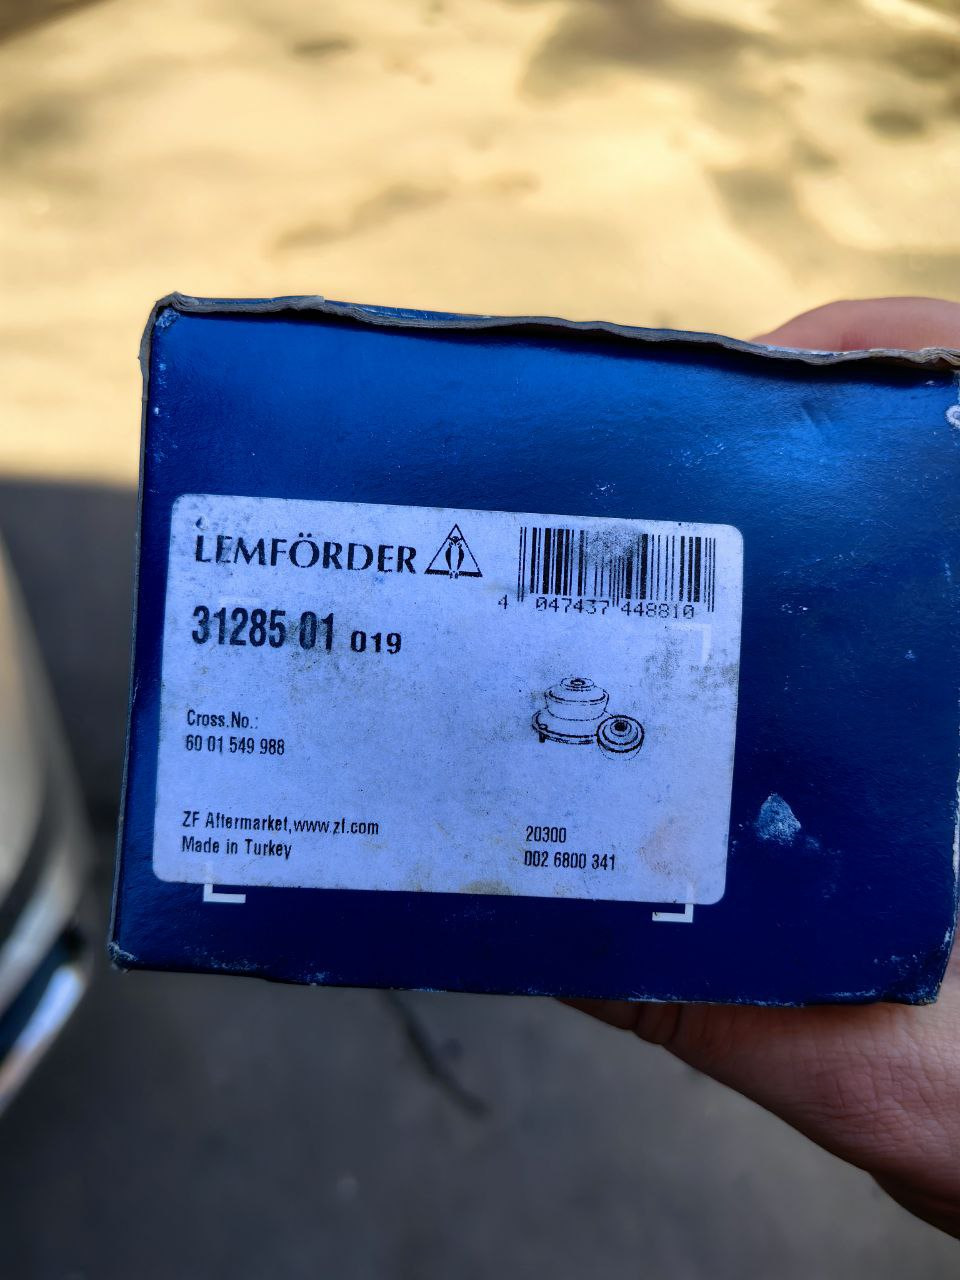 LEMFÖRDER
4 047437 448810
31285 01 019
Cross.No.:
60 01 549 988
ZF Aftermarket,www.zf.com
Made in Turkey
20300
002 6800 341